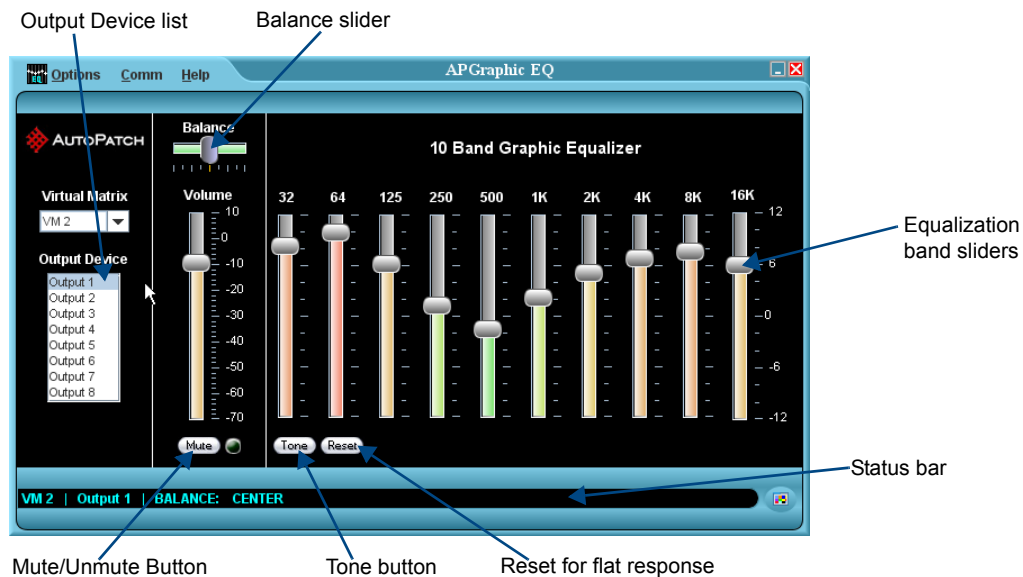 Output Device list
Balance slider
Options Comm Help
APGraphic EQ
AUTOPATCH
Balance
10 Band Graphic Equalizer
Virtual Matrix
VM 2
Output Device
Output 1
Output 2
Output 3
Output 4
Output 5
Output 6
Output 7
Output 8
Volume
10
0
-10
-20
-30
-40
-50
-60
-70
Mute
32 64 125 250 500 1K 2K 4K 8K 16K
12
6
0
-6
-12
Tone Reset
Equalization
band sliders
Status bar
VM 2 | Output 1 | BALANCE: CENTER
Mute/Unmute Button
Tone button
Reset for flat response